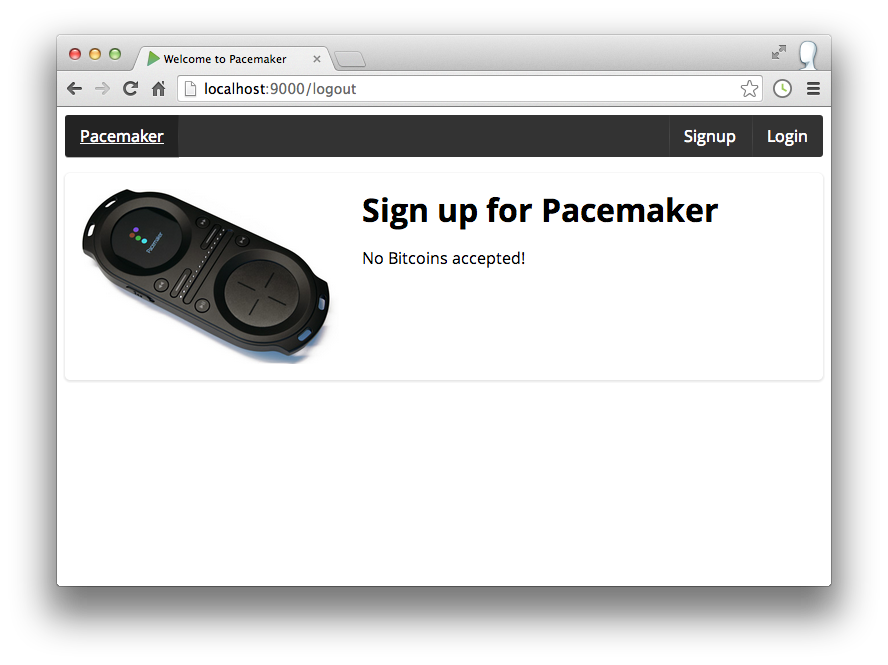 Welcome to Pacemaker
localhost:9000/logout
Pacemaker
Signup
Login
Pacemaker
Sign up for Pacemaker
No Bitcoins accepted!